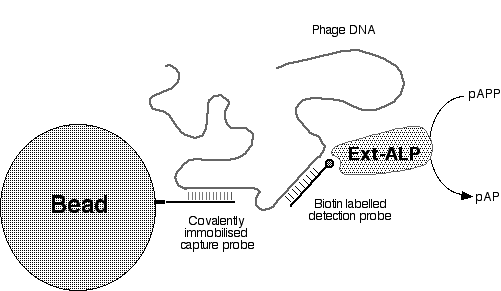 Phage DNA
pAPP
Ext-ALP
Bead
pAP
Covalently
immobilised
capture probe
Biotin labelled
detection probe